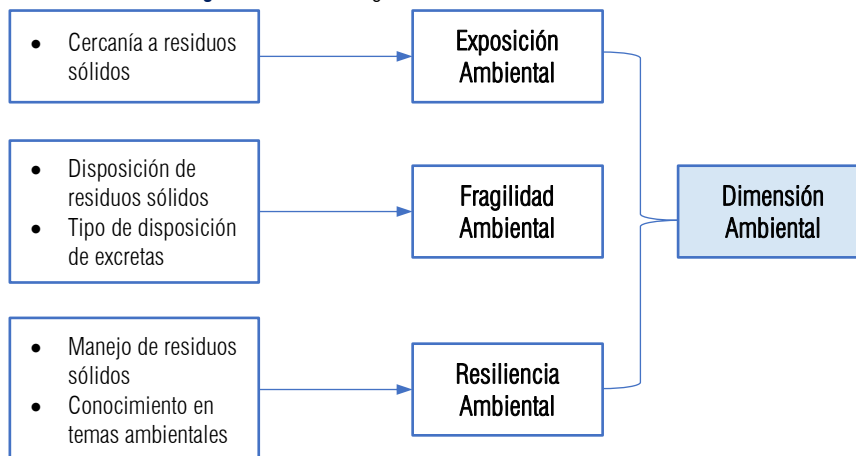 • Cercanía a residuos
sólidos
Exposición
Ambiental
• Disposición de
residuos sólidos
• Tipo de disposición
de excretas
Fragilidad
Ambiental
Dimensión
Ambiental
• Manejo de residuos
sólidos
• Conocimiento en
temas ambientales
Resiliencia
Ambiental